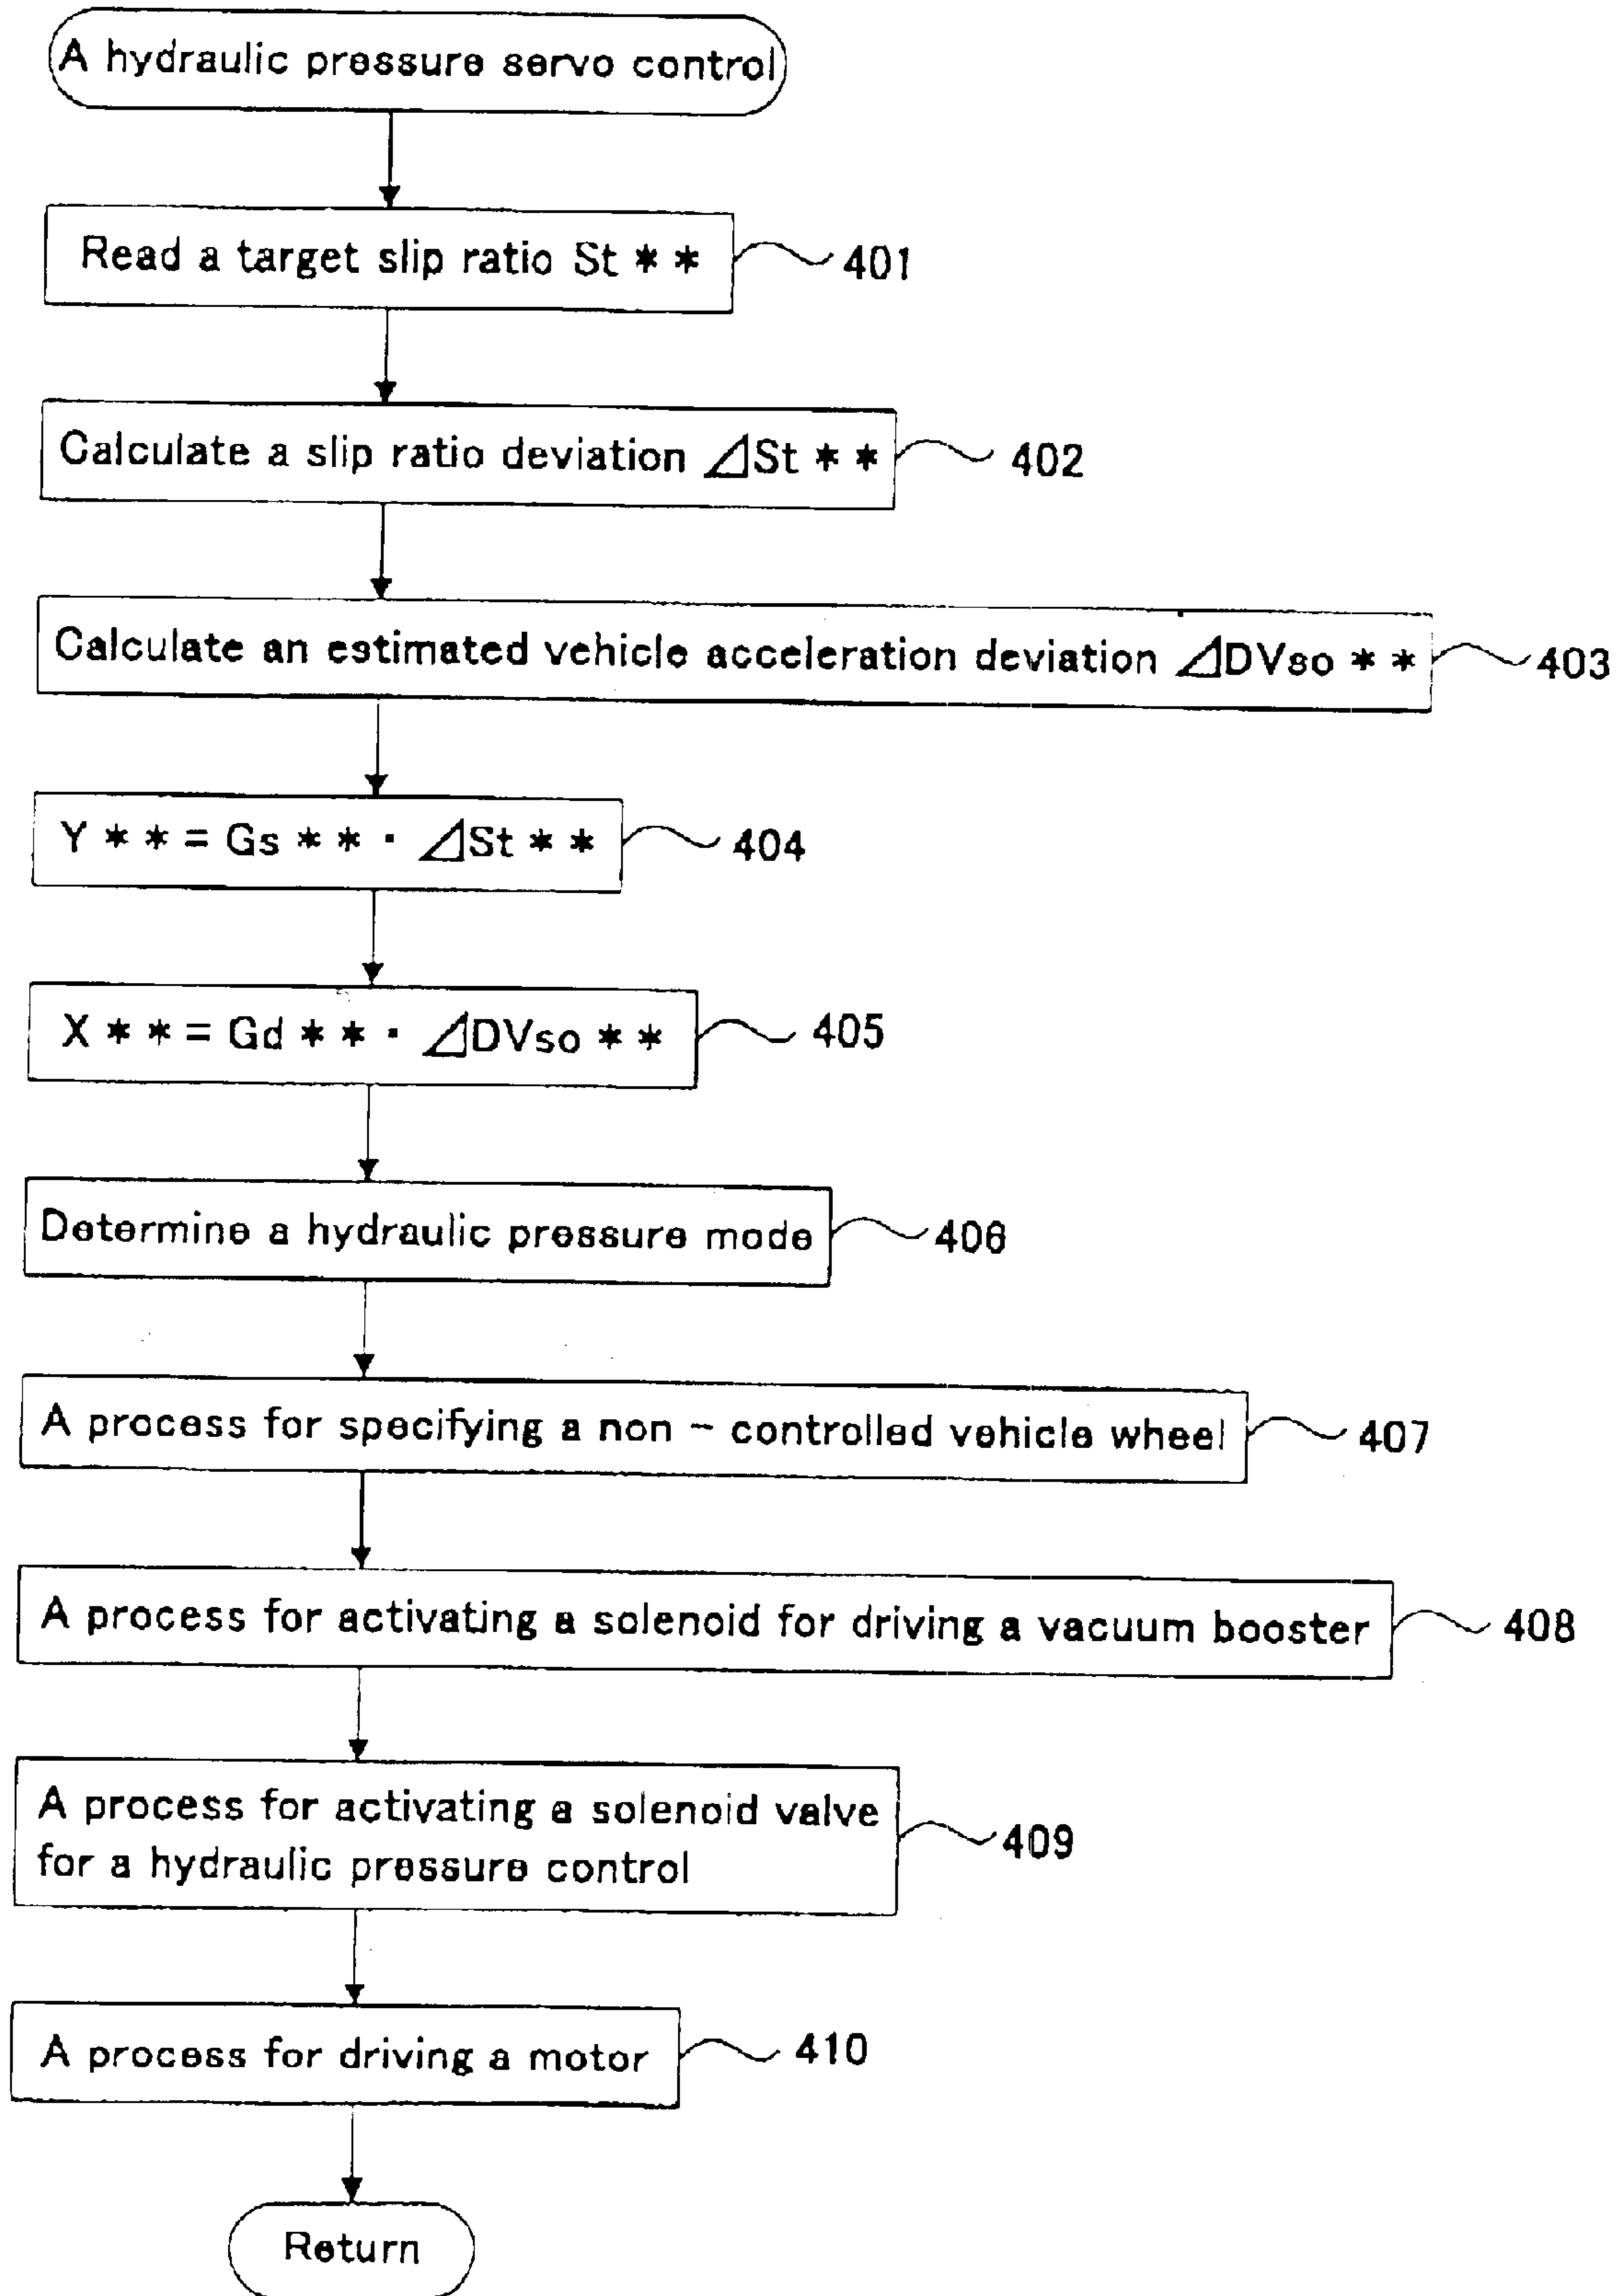 A hydraulic pressure servo control
Read a target slip ratio St * *
401
Calculate a slip ratio deviation ⊿St * *
402
Calculate an estimated vehicle acceleration deviation ⊿DVso * *
403
Y * * = Gs * * · ⊿St * *
404
X * * = Gd * * · ⊿DVso * *
405
Determine a hydraulic pressure mode
406
A process for specifying a non - controlled vehicle wheel
407
A process for activating a solenoid for driving a vacuum booster
408
A process for activating a solenoid valve
for a hydraulic pressure control
409
A process for driving a motor
410
Return